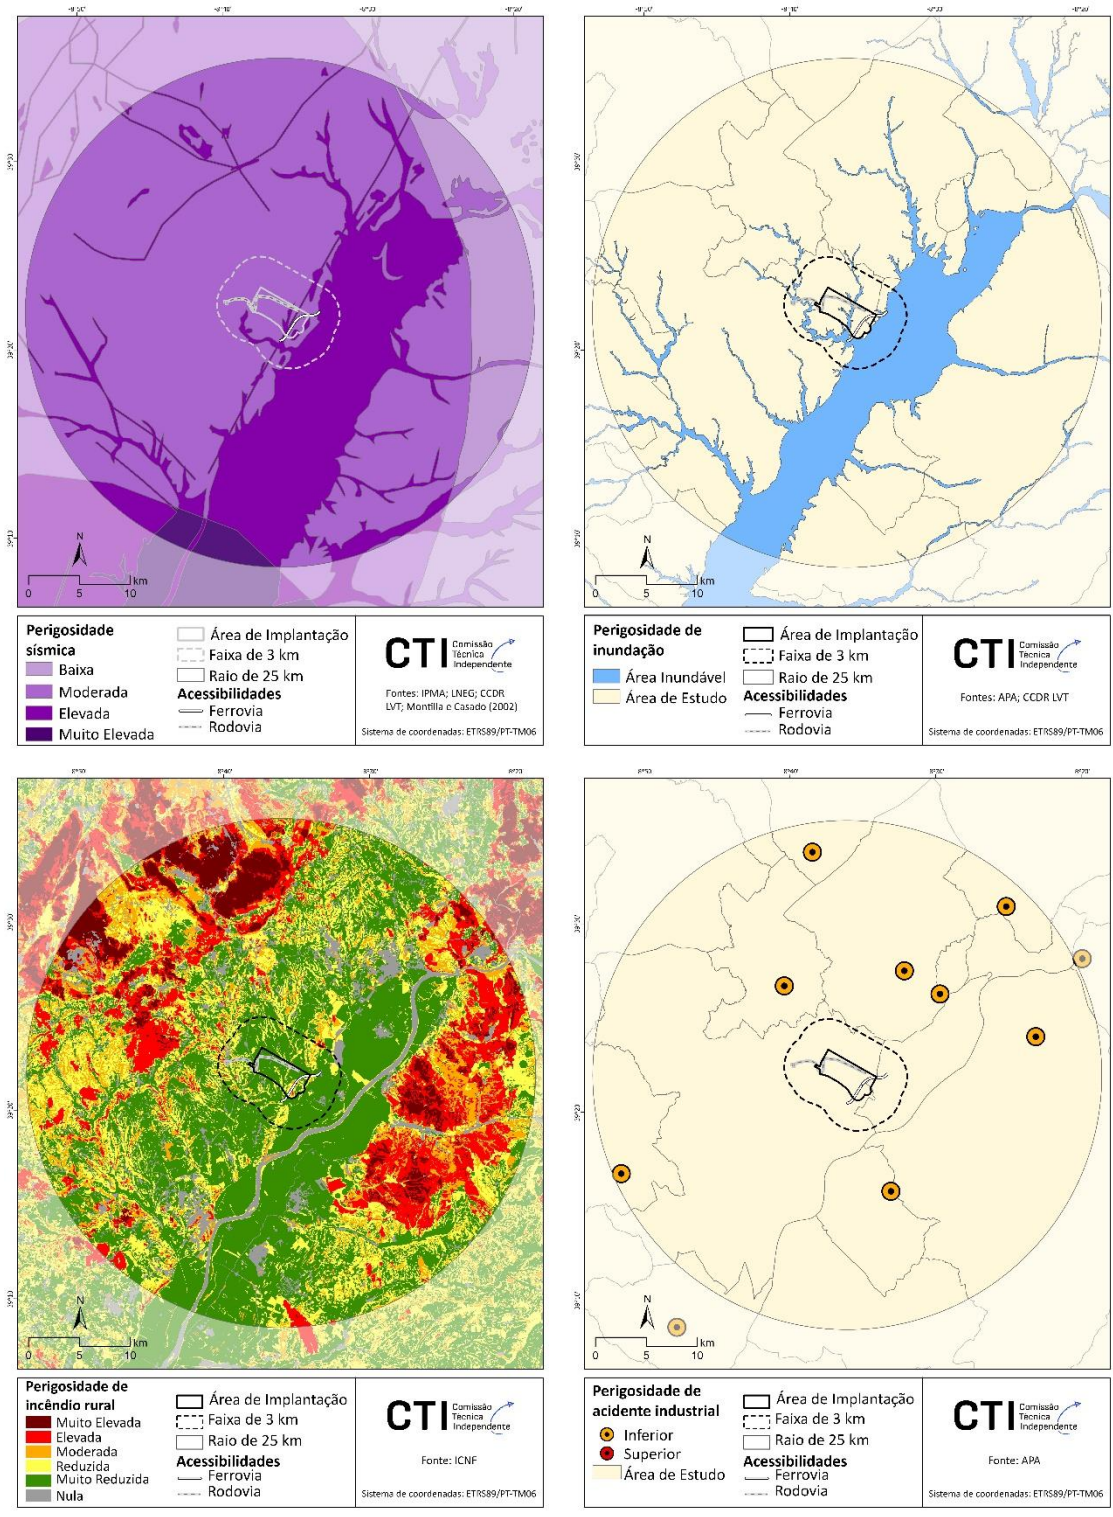 N
km
0 5 10
Perigosidade
sísmica
Baixa
Moderada
Elevada
Muito Elevada
Área de Implantação
Faixa de 3 km
Raio de 25 km
Acessibilidades
Ferrovia
Rodovia
CTI Comissão
Técnica
Independente
Fontes: IPMA; LNEG; CCDR
LVT; Montilla e Casado (2002)
Sistema de coordenadas: ETRS89/PT-TM06
N
km
0 5 10
Perigosidade de
inundação
Área Inundável
Área de Estudo
Área de Implantação
Faixa de 3 km
Raio de 25 km
Acessibilidades
Ferrovia
Rodovia
CTI Comissão
Técnica
Independente
Fontes: APA; CCDR LVT
Sistema de coordenadas: ETRS89/PT-TM06
N
km
0 5 10
Perigosidade de
incêndio rural
Muito Elevada
Elevada
Moderada
Reduzida
Muito Reduzida
Nula
Área de Implantação
Faixa de 3 km
Raio de 25 km
Acessibilidades
Ferrovia
Rodovia
CTI Comissão
Técnica
Independente
Fonte: ICNF
Sistema de coordenadas: ETRS89/PT-TM06
N
km
0 5 10
Perigosidade de
acidente industrial
Inferior
Superior
Área de Estudo
Área de Implantação
Faixa de 3 km
Raio de 25 km
Acessibilidades
Ferrovia
Rodovia
CTI Comissão
Técnica
Independente
Fonte: APA
Sistema de coordenadas: ETRS89/PT-TM06